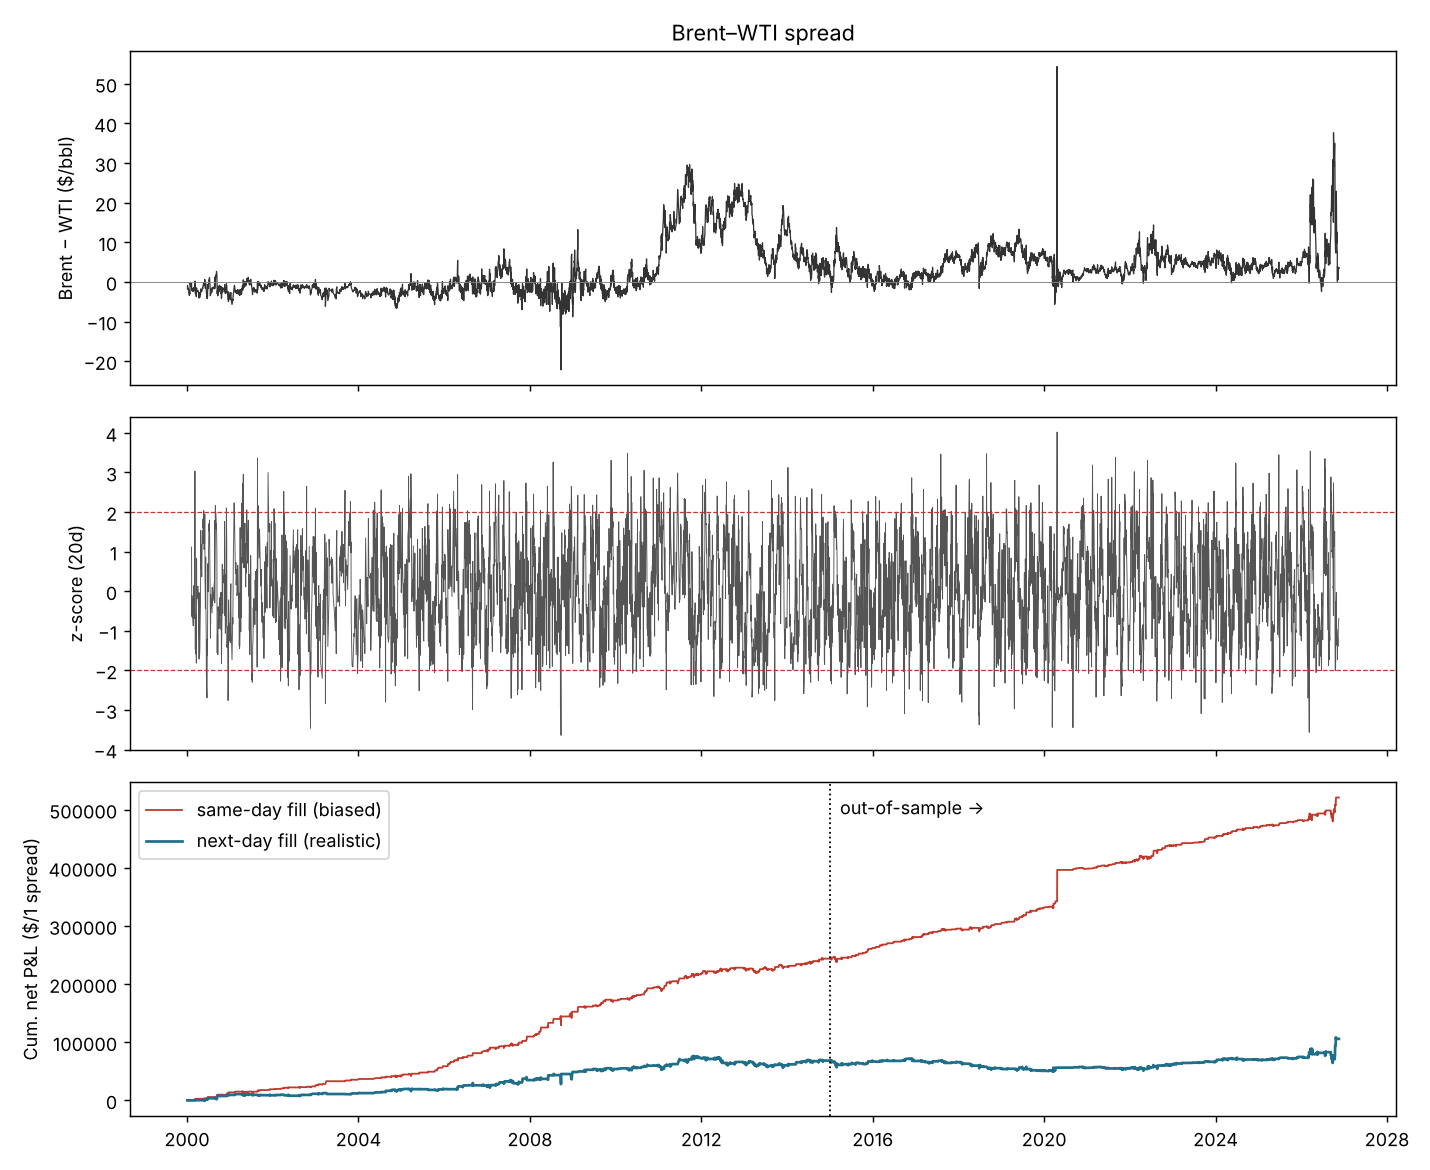 Brent–WTI spread
Brent − WTI ($/bbl)
50
40
30
20
10
0
−10
−20
z-score (20d)
4
3
2
1
0
−1
−2
−3
−4
Cum. net P&L ($/1 spread)
500000
400000
300000
200000
100000
0
same-day fill (biased)
next-day fill (realistic)
out-of-sample →
2000 2004 2008 2012 2016 2020 2024 2028